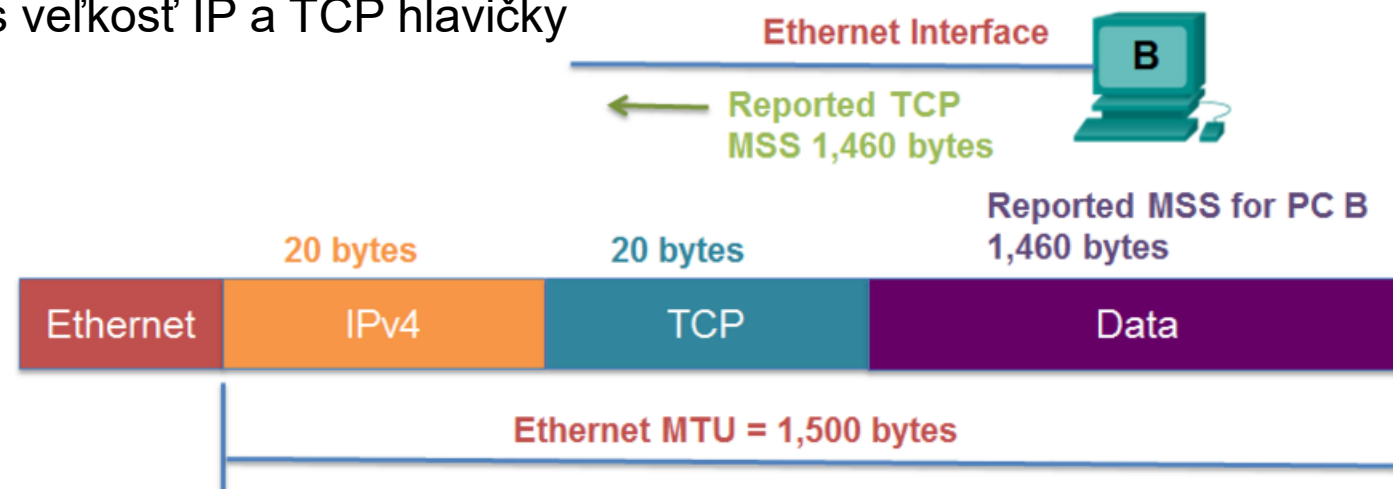 s veľkosť IP a TCP hlavičky
Ethernet Interface
B
Reported TCP
MSS 1,460 bytes
Reported MSS for PC B
1,460 bytes
20 bytes
20 bytes
Ethernet
IPv4
TCP
Data
Ethernet MTU = 1,500 bytes